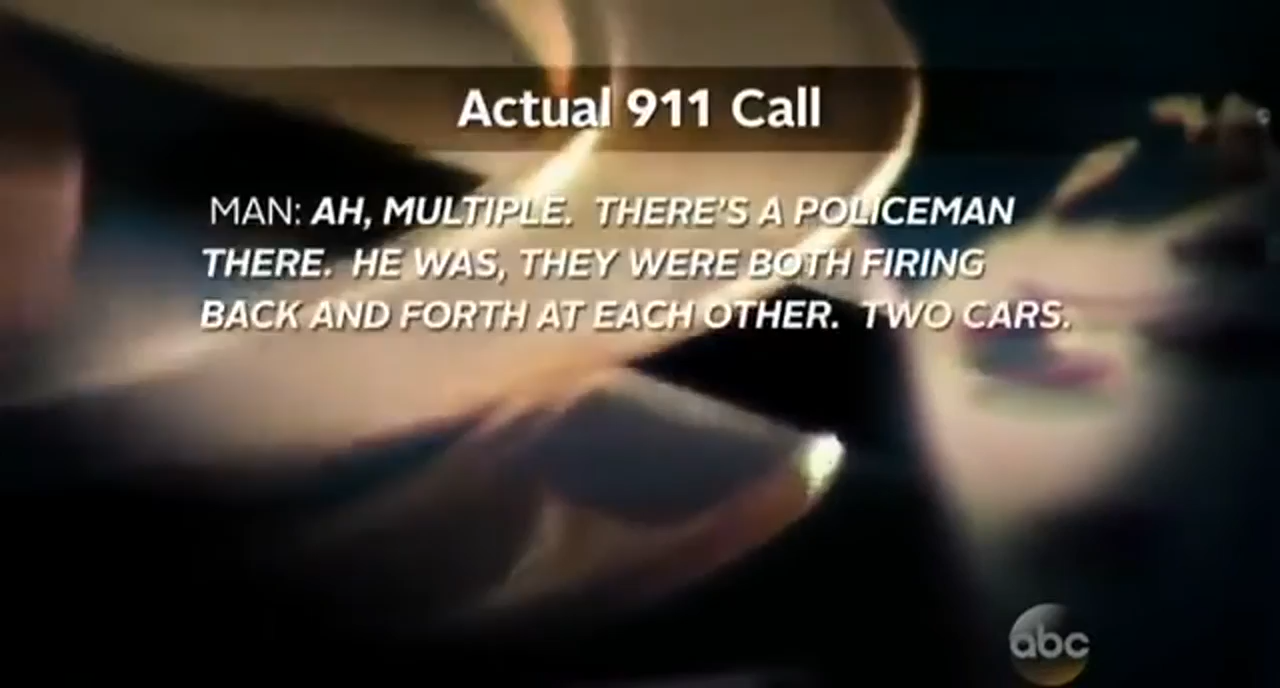 Actual 911 Call
MAN: AH, MULTIPLE. THERE'S A POLICEMAN
THERE. HE WAS, THEY WERE BOTH FIRING
BACK AND FORTH AT EACH OTHER. TWO CARS.
abc